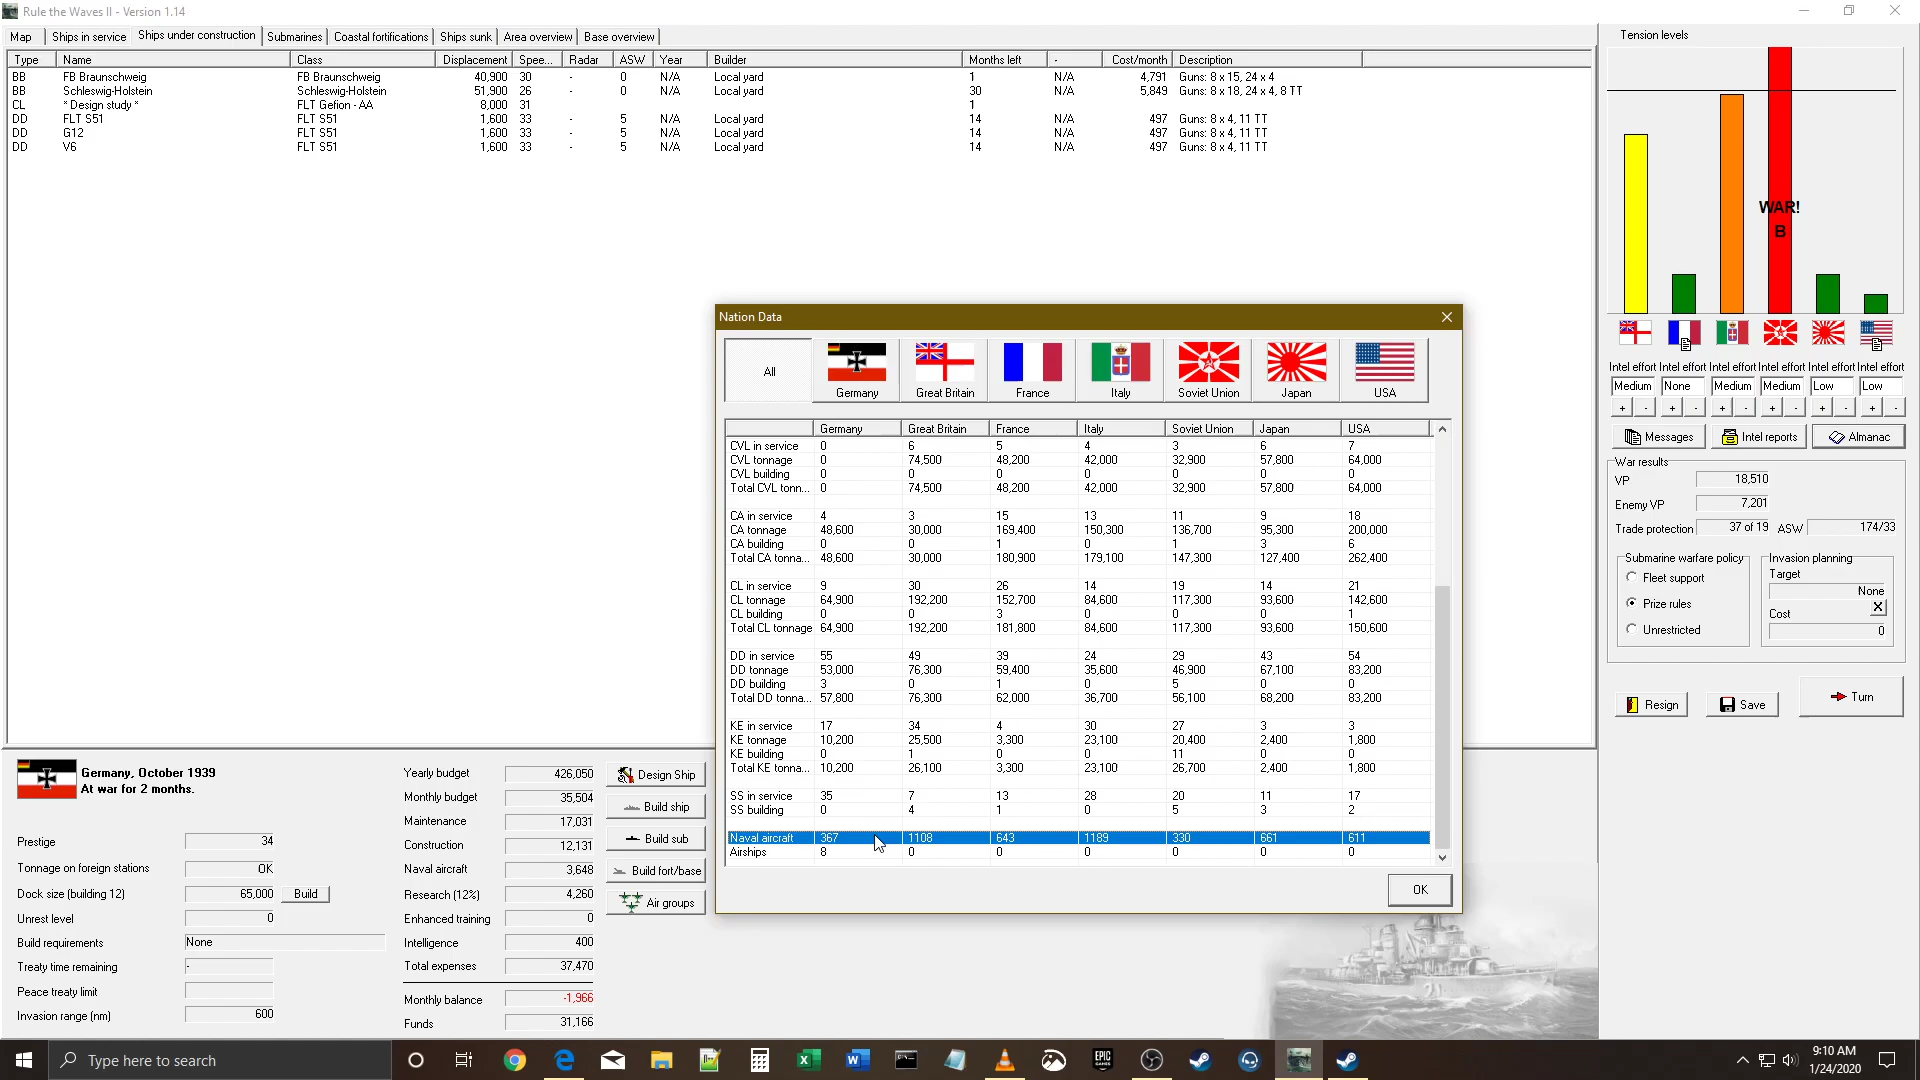 Rule the Waves II - Version 1.14
Map Ships in service Ships under construction Submarines Coastal fortifications Ships sunk Area overview Base overview
Type Name Class Displacement Spee... Radar ASW Year Builder Months left - Cost/month Description
BB FB Braunschweig FB Braunschweig 40,900 30 - 0 N/A Local yard 1 N/A 4,791 Guns: 8 x 15, 24 x 4
BB Schleswig-Holstein Schleswig-Holstein 51,900 26 - 0 N/A Local yard 30 N/A 5,849 Guns: 8 x 18, 24 x 4, 8 TT
CL * Design study * FLT Gefion - AA 8,000 31 1
DD FLT S51 FLT S51 1,600 33 - 5 N/A Local yard 14 N/A 497 Guns: 8 x 4, 11 TT
DD G12 FLT S51 1,600 33 - 5 N/A Local yard 14 N/A 497 Guns: 8 x 4, 11 TT
DD V6 FLT S51 1,600 33 - 5 N/A Local yard 14 N/A 497 Guns: 8 x 4, 11 TT
Nation Data
All Germany Great Britain France Italy Soviet Union Japan USA
Germany Great Britain France Italy Soviet Union Japan USA
CVL in service 0 6 5 4 3 6 7
CVL tonnage 0 74,500 48,200 42,000 32,900 57,800 64,000
CVL building 0 0 0 0 0 0 0
Total CVL tonn... 0 74,500 48,200 42,000 32,900 57,800 64,000
CA in service 4 3 15 13 11 9 18
CA tonnage 48,600 30,000 169,400 150,300 136,700 95,300 200,000
CA building 0 0 1 0 1 3 6
Total CA tonna... 48,600 30,000 180,900 179,100 147,300 127,400 262,400
CL in service 9 30 26 14 19 14 21
CL tonnage 64,900 192,200 152,700 84,600 117,300 93,600 142,600
CL building 0 0 3 0 0 0 1
Total CL tonnage 64,900 192,200 181,800 84,600 117,300 93,600 150,600
DD in service 55 49 39 24 29 43 54
DD tonnage 53,000 76,300 59,400 35,600 46,900 67,100 83,200
DD building 3 0 1 0 5 0 0
Total DD tonna... 57,800 76,300 62,000 36,700 56,100 68,200 83,200
KE in service 17 34 4 30 27 3 3
KE tonnage 10,200 25,500 3,300 23,100 20,400 2,400 1,800
KE building 0 1 0 0 11 0 0
Total KE tonna... 10,200 26,100 3,300 23,100 26,700 2,400 1,800
SS in service 35 7 13 28 20 11 17
SS building 0 4 1 0 5 3 2
Naval aircraft 367 1108 643 1189 330 661 611
Airships 8 0 0 0 0 0 0
OK
Tension levels
WAR!
B
Intel effort Intel effort Intel effort Intel effort Intel effort Intel effort
Medium None Medium Medium Low Low
+ - + - + - + - + - + -
Messages Intel reports Almanac
War results
VP 18,510
Enemy VP 7,201
Trade protection 37 of 19 ASW 174/33
Submarine warfare policy
Fleet support
Prize rules
Unrestricted
Invasion planning
Target
None
Cost X
0
Resign Save Turn
Germany, October 1939
At war for 2 months.
Prestige 34
Tonnage on foreign stations OK
Dock size (building 12) 65,000 Build
Unrest level 0
Build requirements None
Treaty time remaining -
Peace treaty limit
Invasion range (nm) 600
Yearly budget 426,050
Monthly budget 35,504
Maintenance 17,031
Construction 12,131
Naval aircraft 3,648
Research (12%) 4,260
Enhanced training 0
Intelligence 400
Total expenses 37,470
Monthly balance -1,966
Funds 31,166
Design Ship
Build ship
Build sub
Build fort/base
Air groups
Type here to search
EPIC GAMES
9:10 AM
1/24/2020